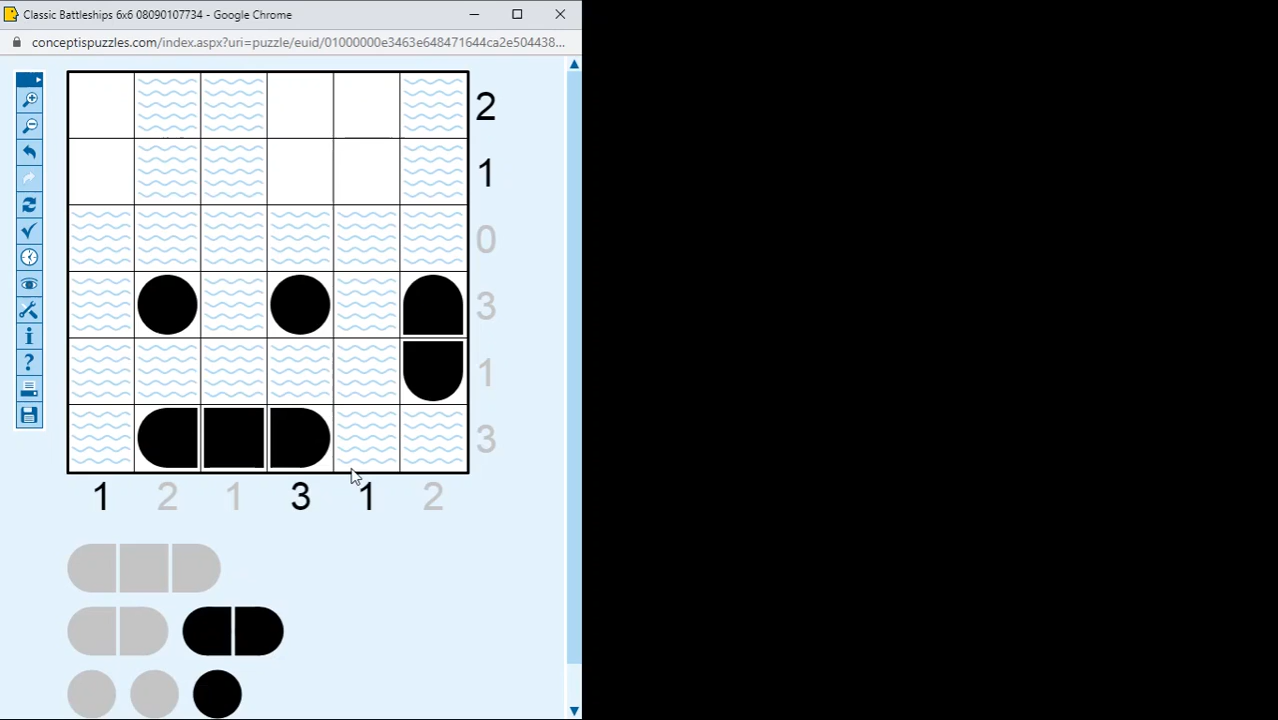 Classic Battleships 6x6 08090107734 - Google Chrome
conceptispuzzles.com/index.aspx?uri=puzzle/euid/01000000e3463e648471644ca2e504438...
2
1
0
3
1
3
1 2 1 3 1 2